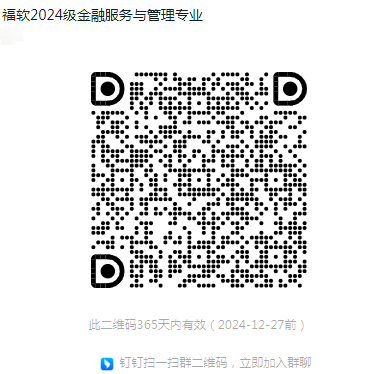 福软2024级金融服务与管理专业
此二维码365天内有效（2024-12-27前）
钉钉扫一扫群二维码，立即加入群聊